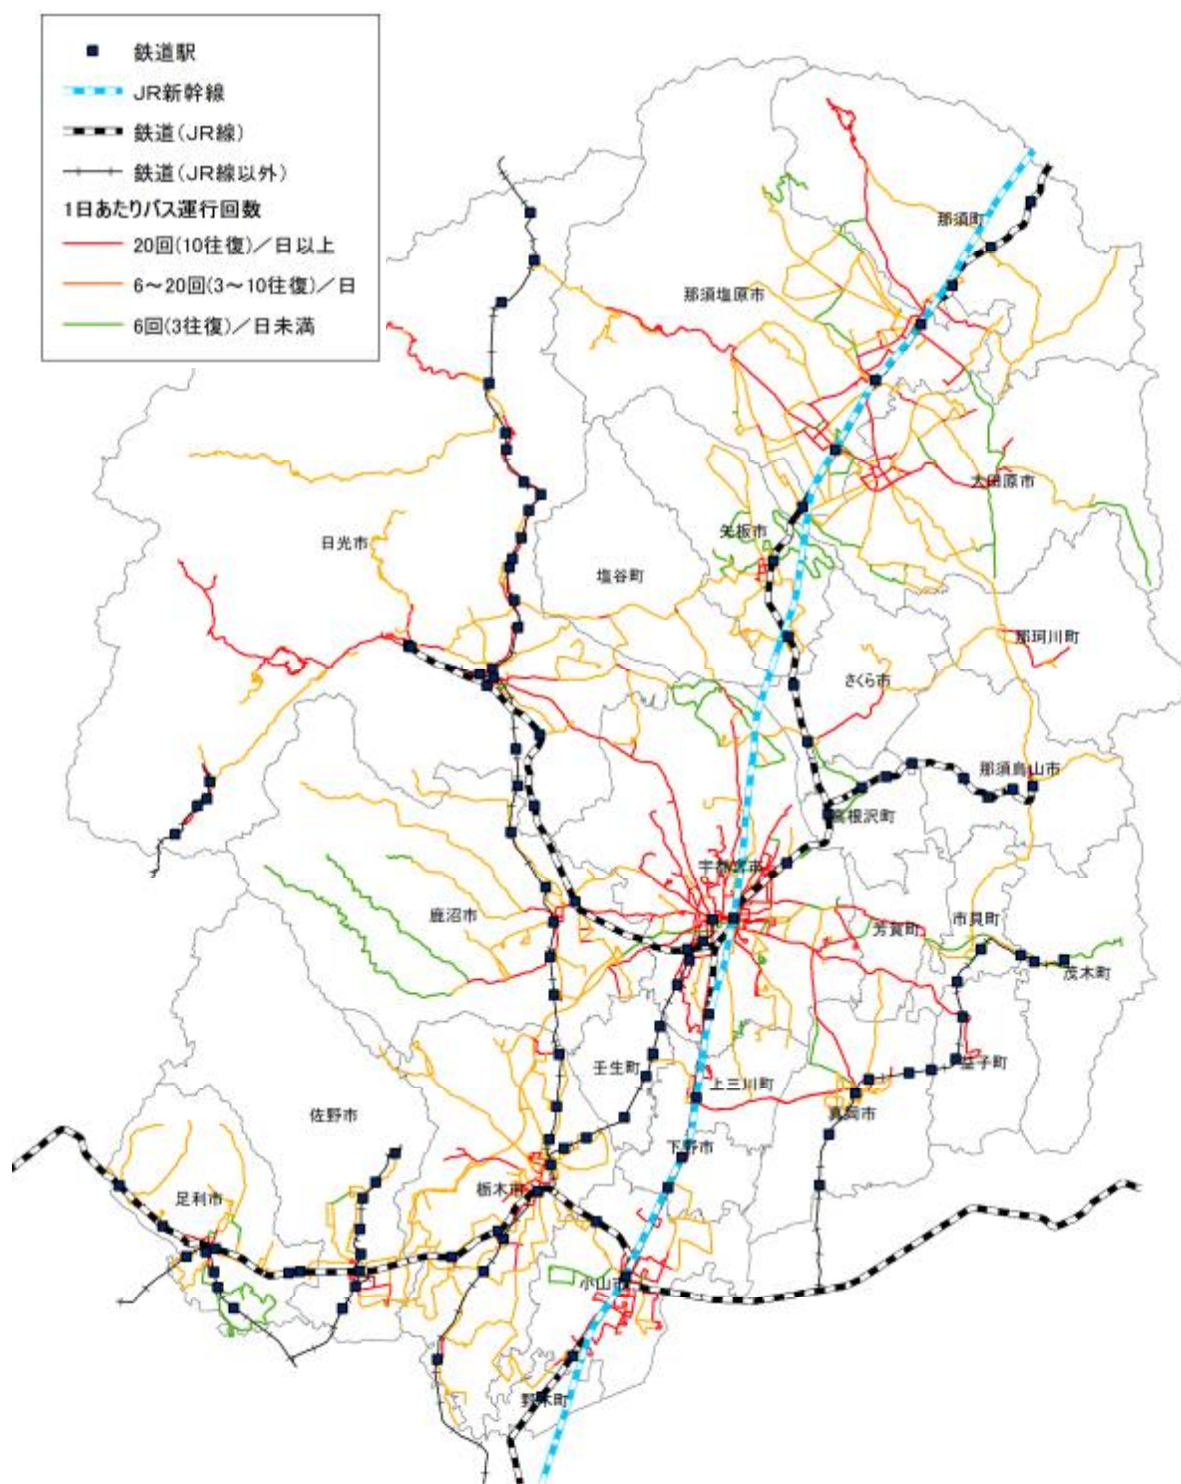 鉄道駅
JR新幹線
鉄道(JR線)
鉄道(JR線以外)
1日あたりバス運行回数
20回(10往復)/日以上
6～20回(3～10往復)/日
6回(3往復)/日未満
那須町
那須塩原市
大田原市
矢板市
日光市
塩谷町
那珂川町
さくら市
那須烏山市
高根沢町
宇都宮市
鹿沼市
芳賀町
市貝町
茂木町
益子町
壬生町
上三川町
真岡市
佐野市
下野市
足利市
栃木市
小山市
野木町